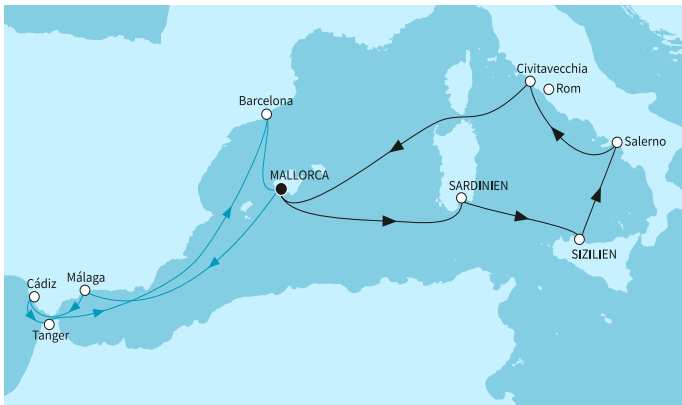 Civitavecchia
Rom
Barcelona
Salerno
MALLORCA
SARDINIEN
SIZILIEN
Málaga
Cádiz
Tanger